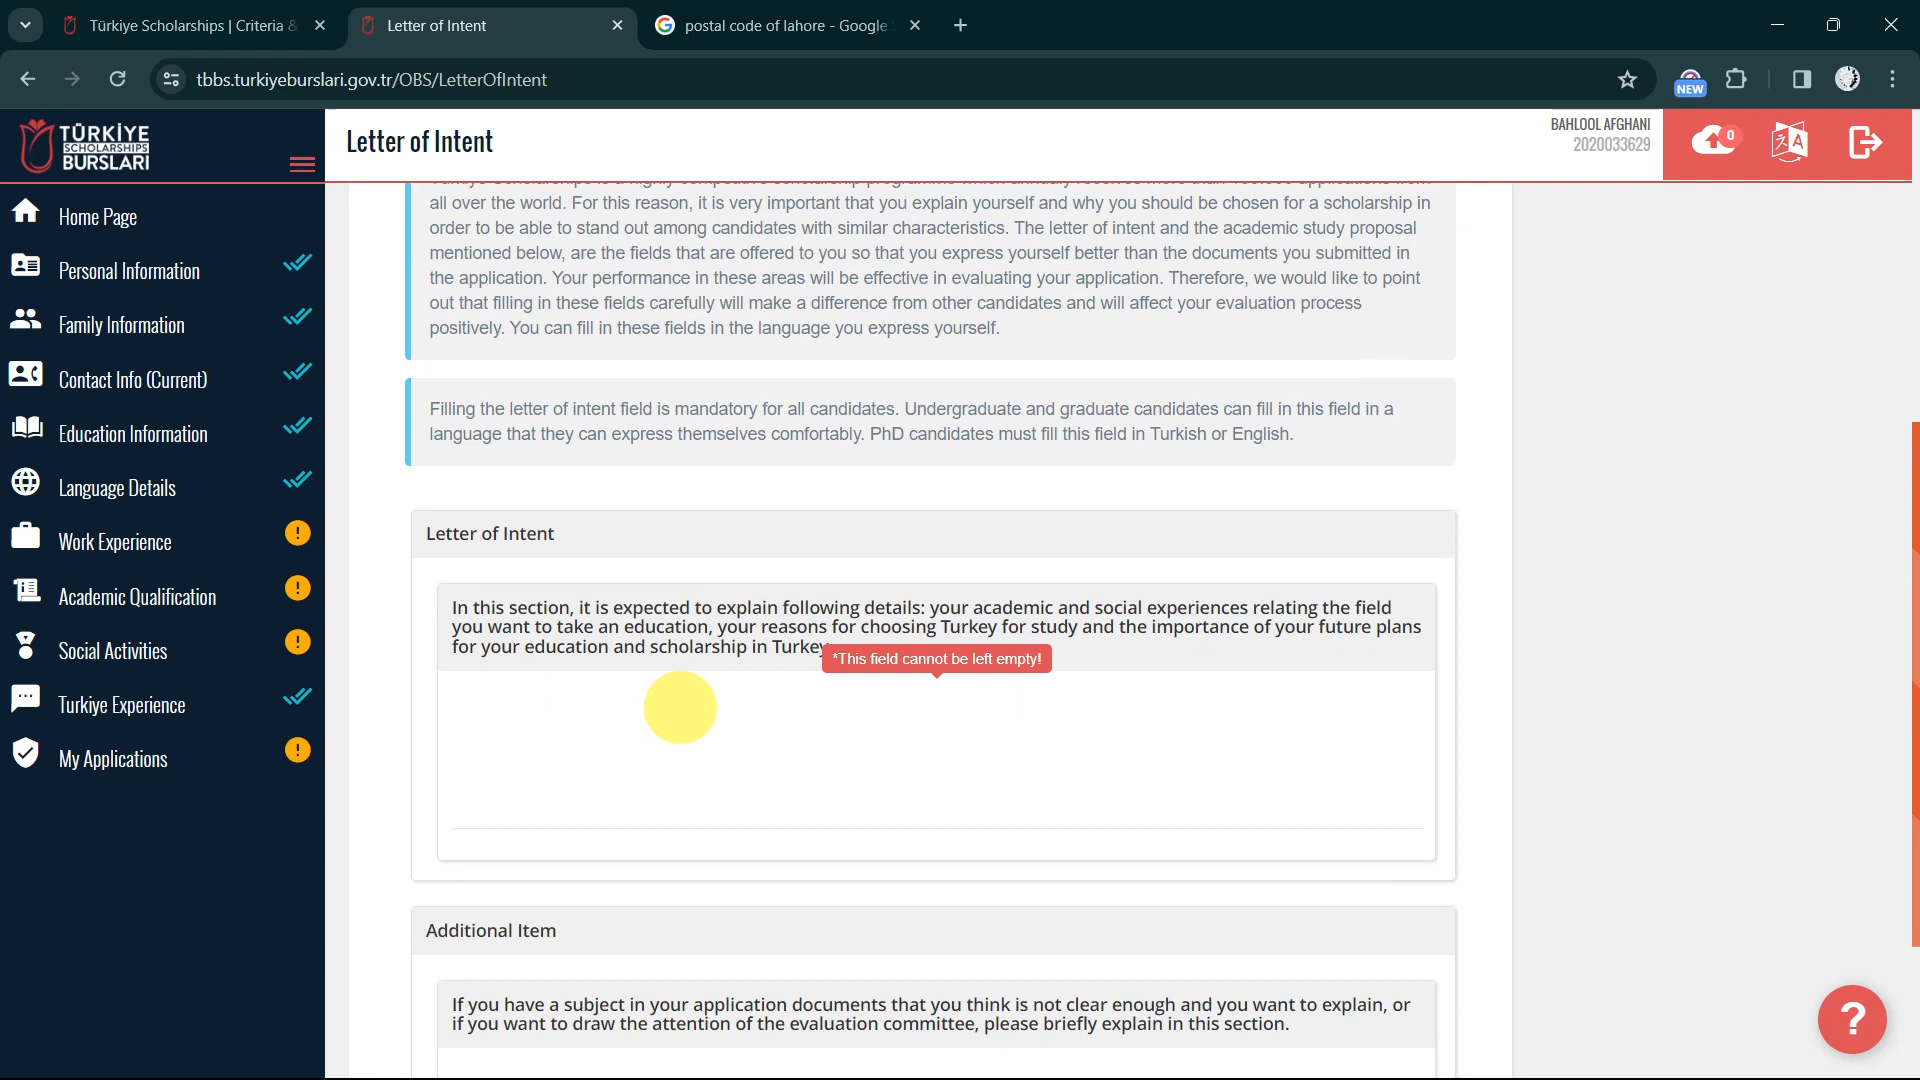 Türkiye Scholarships | Criteria &
Letter of Intent
postal code of lahore - Google
tbbs.turkiyeburslari.gov.tr/OBS/LetterOfIntent
NEW
TÜRKİYE
SCHOLARSHIPS
BURSLARI
Letter of Intent
BAHLOOL AFGHANI
2020033629
0
A
Home Page
Personal Information
Family Information
Contact Info (Current)
Education Information
Language Details
Work Experience
!
Academic Qualification
!
Social Activities
!
Turkiye Experience
My Applications
!
all over the world. For this reason, it is very important that you explain yourself and why you should be chosen for a scholarship in
order to be able to stand out among candidates with similar characteristics. The letter of intent and the academic study proposal
mentioned below, are the fields that are offered to you so that you express yourself better than the documents you submitted in
the application. Your performance in these areas will be effective in evaluating your application. Therefore, we would like to point
out that filling in these fields carefully will make a difference from other candidates and will affect your evaluation process
positively. You can fill in these fields in the language you express yourself.
Filling the letter of intent field is mandatory for all candidates. Undergraduate and graduate candidates can fill in this field in a
language that they can express themselves comfortably. PhD candidates must fill this field in Turkish or English.
Letter of Intent
In this section, it is expected to explain following details: your academic and social experiences relating the field
you want to take an education, your reasons for choosing Turkey for study and the importance of your future plans
for your education and scholarship in Turkey
*This field cannot be left empty!
Additional Item
If you have a subject in your application documents that you think is not clear enough and you want to explain, or
if you want to draw the attention of the evaluation committee, please briefly explain in this section.
?